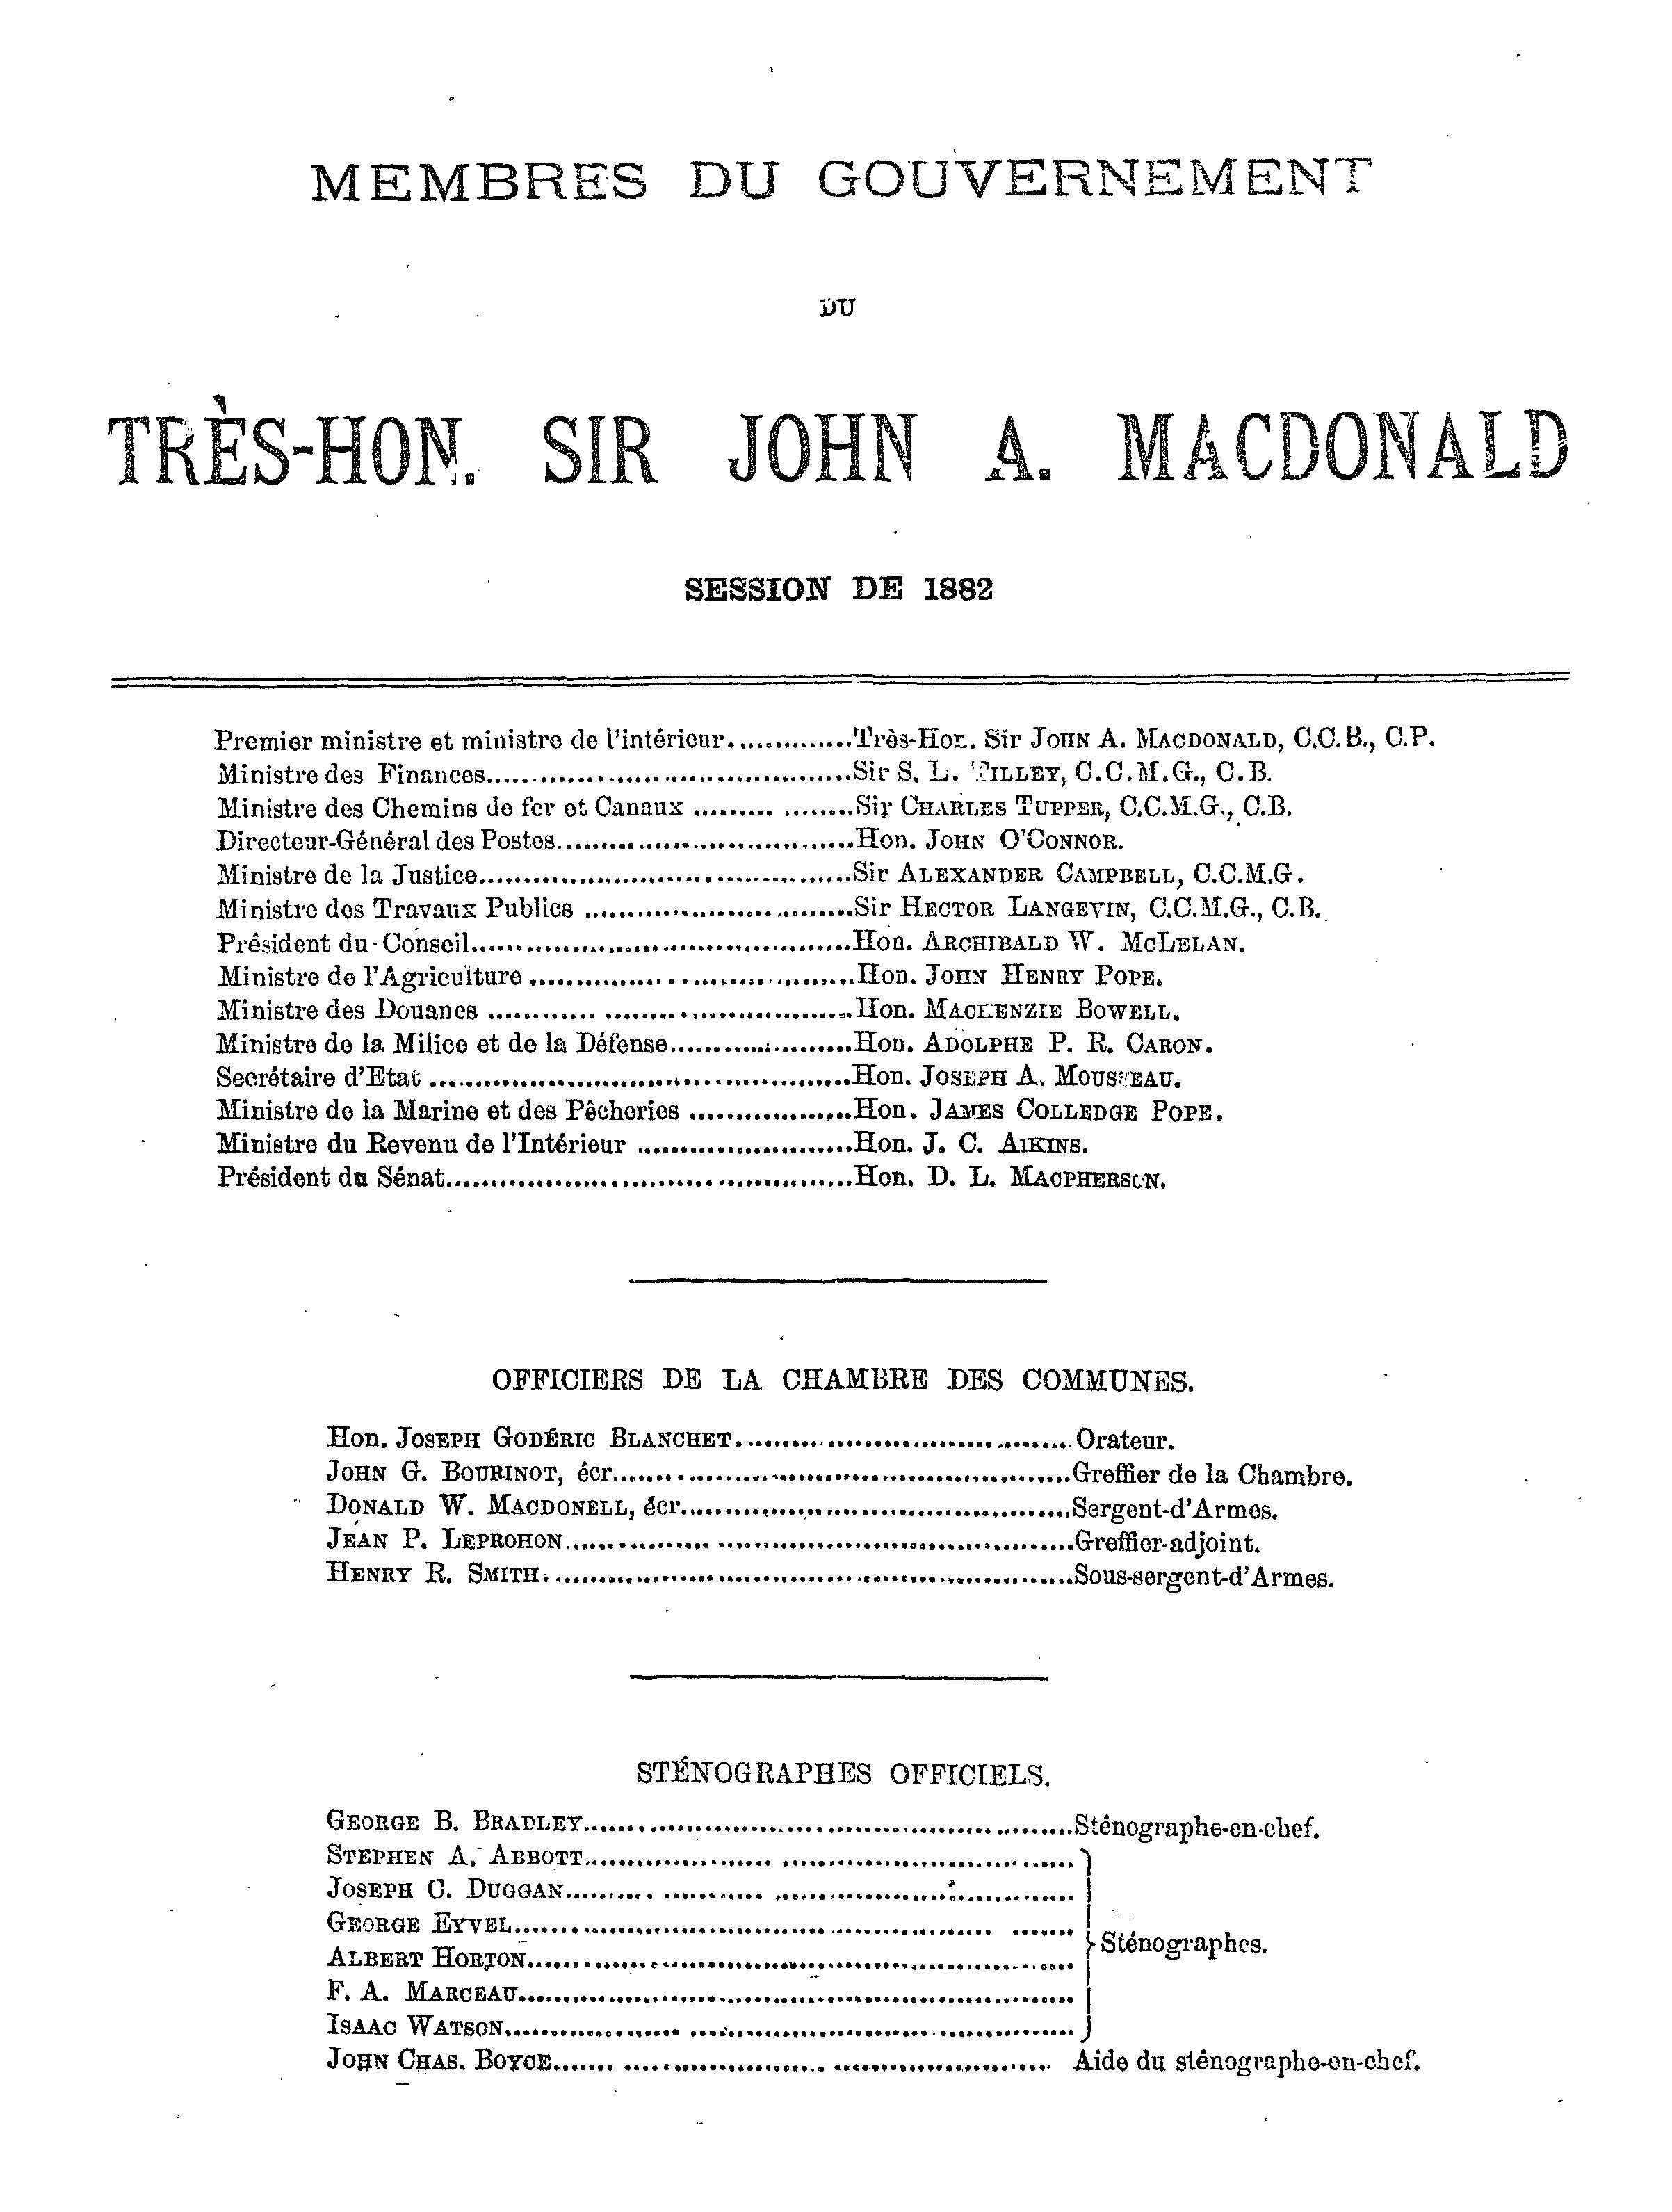 MEMBRES DU GOUVERNEMENT
DU
TRÈS-HON. SIR JOHN A. MACDONALD
SESSION DE 1882
Premier ministre et ministre de l'intérieur..............Très-Hon. Sir JOHN A. MACDONALD, C.C.B., C.P.
Ministre des Finances........................................Sir S. L. TILLEY, C.C.M.G., C.B.
Ministre des Chemins de fer et Canaux ......... ........Sir CHARLES TUPPER, C.C.M.G., C.B.
Directeur-Général des Postes.................................Hon. JOHN O'CONNOR.
Ministre de la Justice.........................................Sir ALEXANDER CAMPBELL, C.C.M.G.
Ministre des Travaux Publics ..............................Sir HECTOR LANGEVIN, C.C.M.G., C.B.
Président du Conseil..........................................Hon. ARCHIBALD W. MCLELAN.
Ministre de l'Agriculture ....................................Hon. JOHN HENRY POPE.
Ministre des Douanes ............ ...........................Hon. MACKENZIE BOWELL.
Ministre de la Milice et de la Défense....................Hon. ADOLPHE P. R. CARON.
Secrétaire d'Etat ..............................................Hon. JOSEPH A. MOUSSEAU.
Ministre de la Marine et des Pêcheries ..................Hon. JAMES COLLEDGE POPE.
Ministre du Revenu de l'Intérieur ........................Hon. J. C. AIKINS.
Président du Sénat.............................................Hon. D. L. MACPHERSON.
OFFICIERS DE LA CHAMBRE DES COMMUNES.
Hon. JOSEPH GODÉRIC BLANCHET.....................................Orateur.
JOHN G. BOURINOT, écr...................................................Greffier de la Chambre.
DONALD W. MACDONELL, écr...........................................Sergent-d'Armes.
JEAN P. LEPROHON................ ........................................Greffier-adjoint.
HENRY R. SMITH..........................................................Sous-sergent-d'Armes.
STÉNOGRAPHES OFFICIELS.
GEORGE B. BRADLEY......................................................Sténographe-en-chef.
STEPHEN A. ABBOTT..................... .................................
JOSEPH C. DUGGAN.......... ........... ..................................
GEORGE EYVEL..................................................... .......
ALBERT HORTON............................................................
Sténographes.
F. A. MARCEAU.............................................................
ISAAC WATSON.................... ...........................................
JOHN CHAS. BOYCE....... ...................... ........................ Aide du sténographe-en-chef.